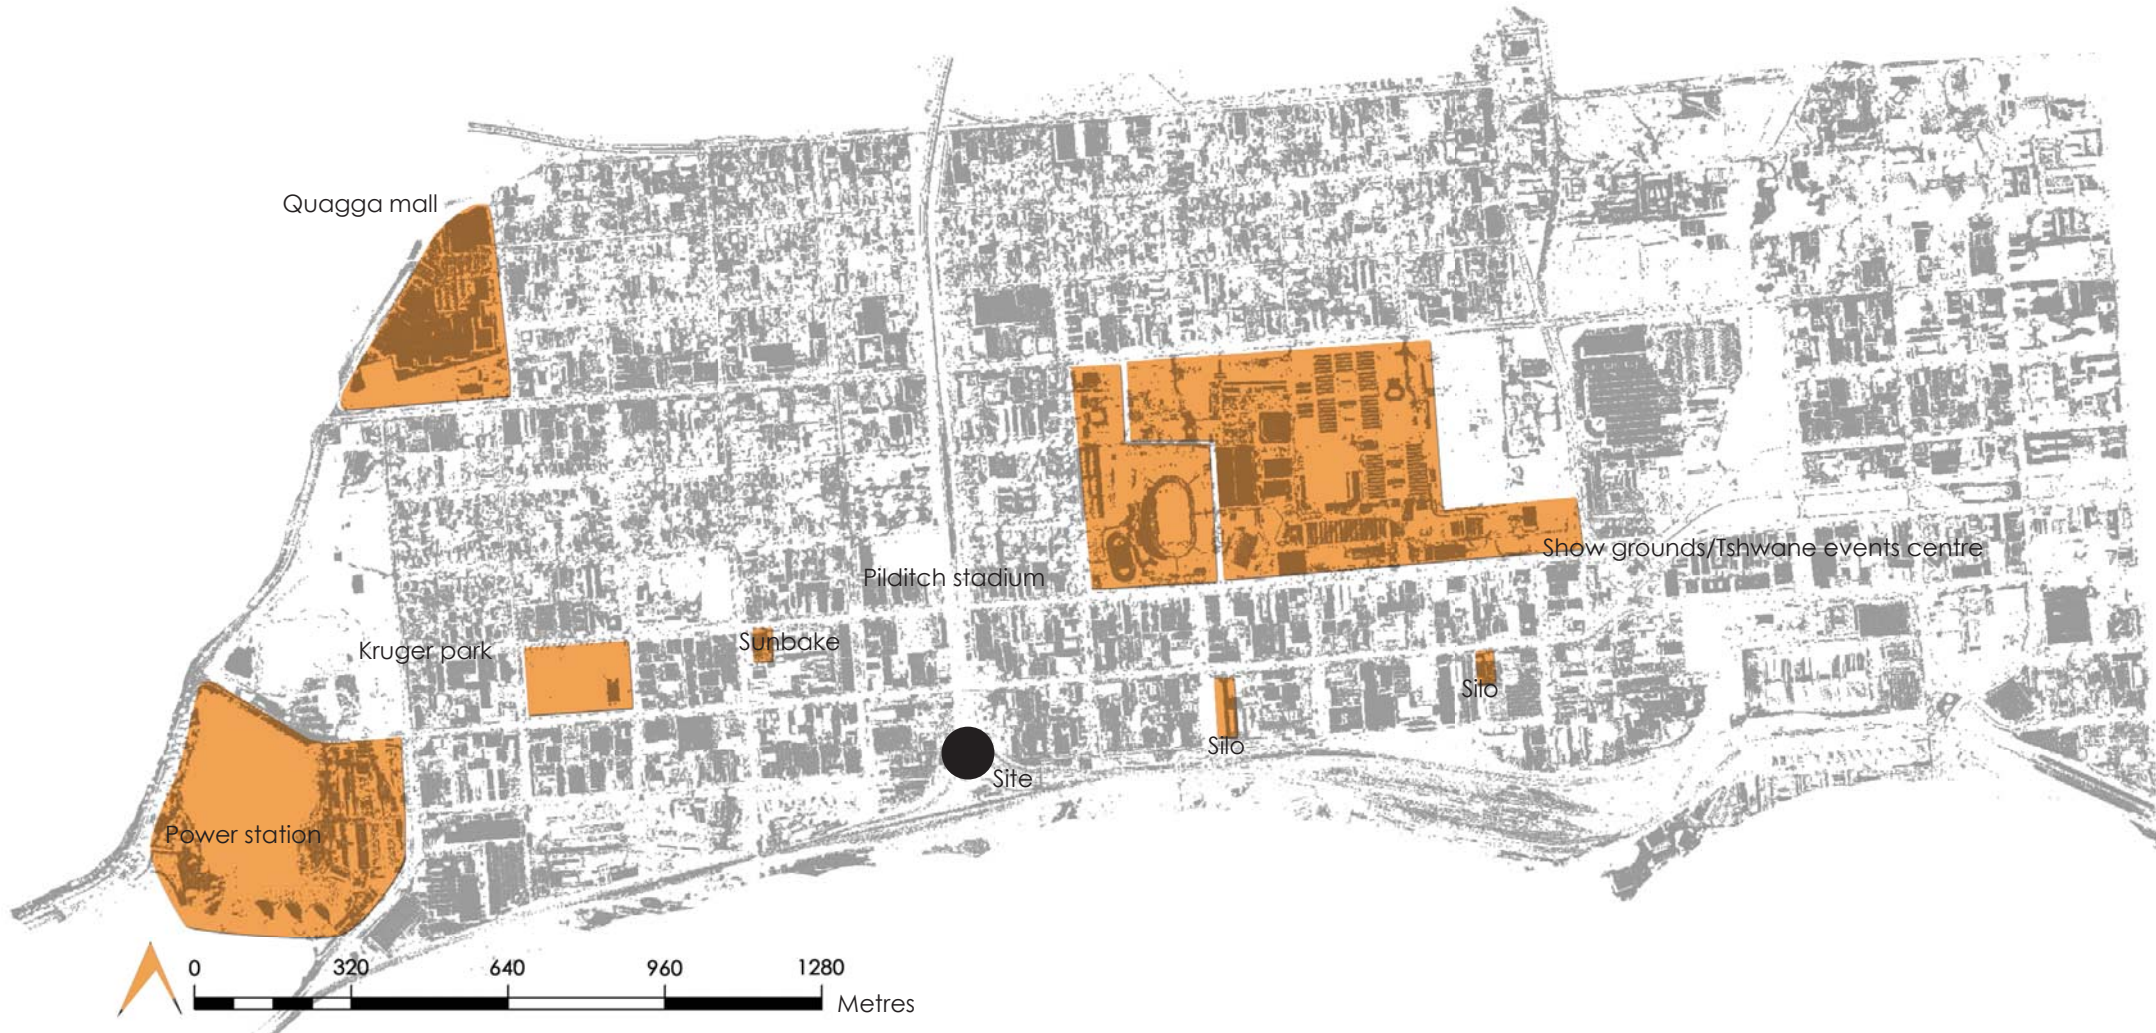 Quagga mall
Show grounds/Tshwane events centre
Pilditch stadium
Sunbake
Kruger park
Silo
Silo
Site
Power station
0 320 640 960 1280
Metres